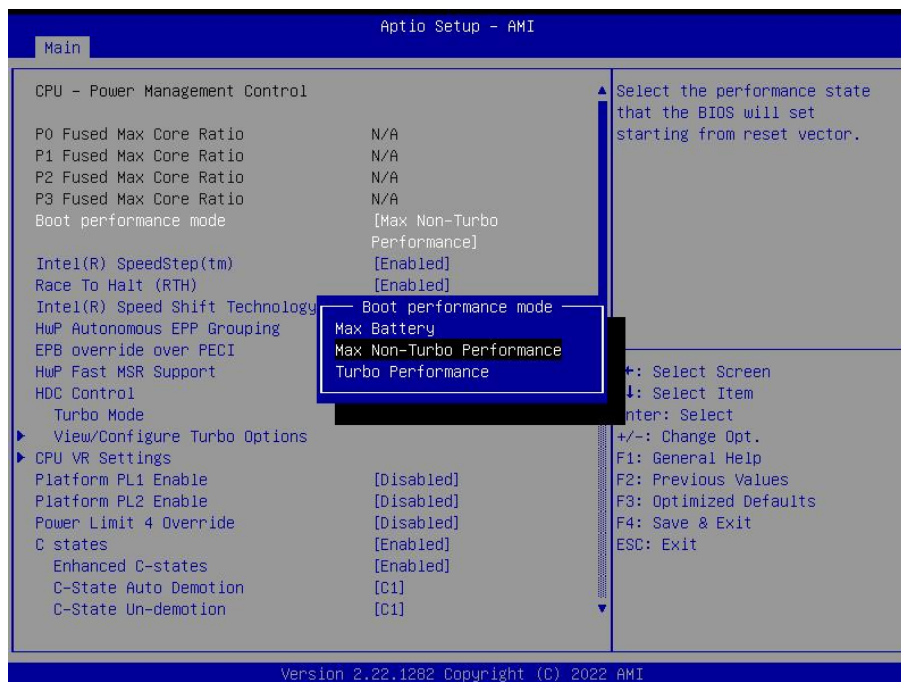 Aptio Setup – AMI
Main
CPU – Power Management Control
P0 Fused Max Core Ratio N/A
P1 Fused Max Core Ratio N/A
P2 Fused Max Core Ratio N/A
P3 Fused Max Core Ratio N/A
Boot performance mode [Max Non-Turbo
Performance]
Intel(R) SpeedStep(tm) [Enabled]
Race To Halt (RTH) [Enabled]
Intel(R) Speed Shift Technology
HwP Autonomous EPP Grouping
EPB override over PECI
HwP Fast MSR Support
HDC Control
Turbo Mode
View/Configure Turbo Options
CPU VR Settings
Platform PL1 Enable [Disabled]
Platform PL2 Enable [Disabled]
Power Limit 4 Override [Disabled]
C states [Enabled]
Enhanced C-states [Enabled]
C-State Auto Demotion [C1]
C-State Un-demotion [C1]
Boot performance mode
Max Battery
Max Non-Turbo Performance
Turbo Performance
Select the performance state
that the BIOS will set
starting from reset vector.
: Select Screen
: Select Item
nter: Select
+/-: Change Opt.
F1: General Help
F2: Previous Values
F3: Optimized Defaults
F4: Save & Exit
ESC: Exit
Version 2.22.1282 Copyright (C) 2022 AMI